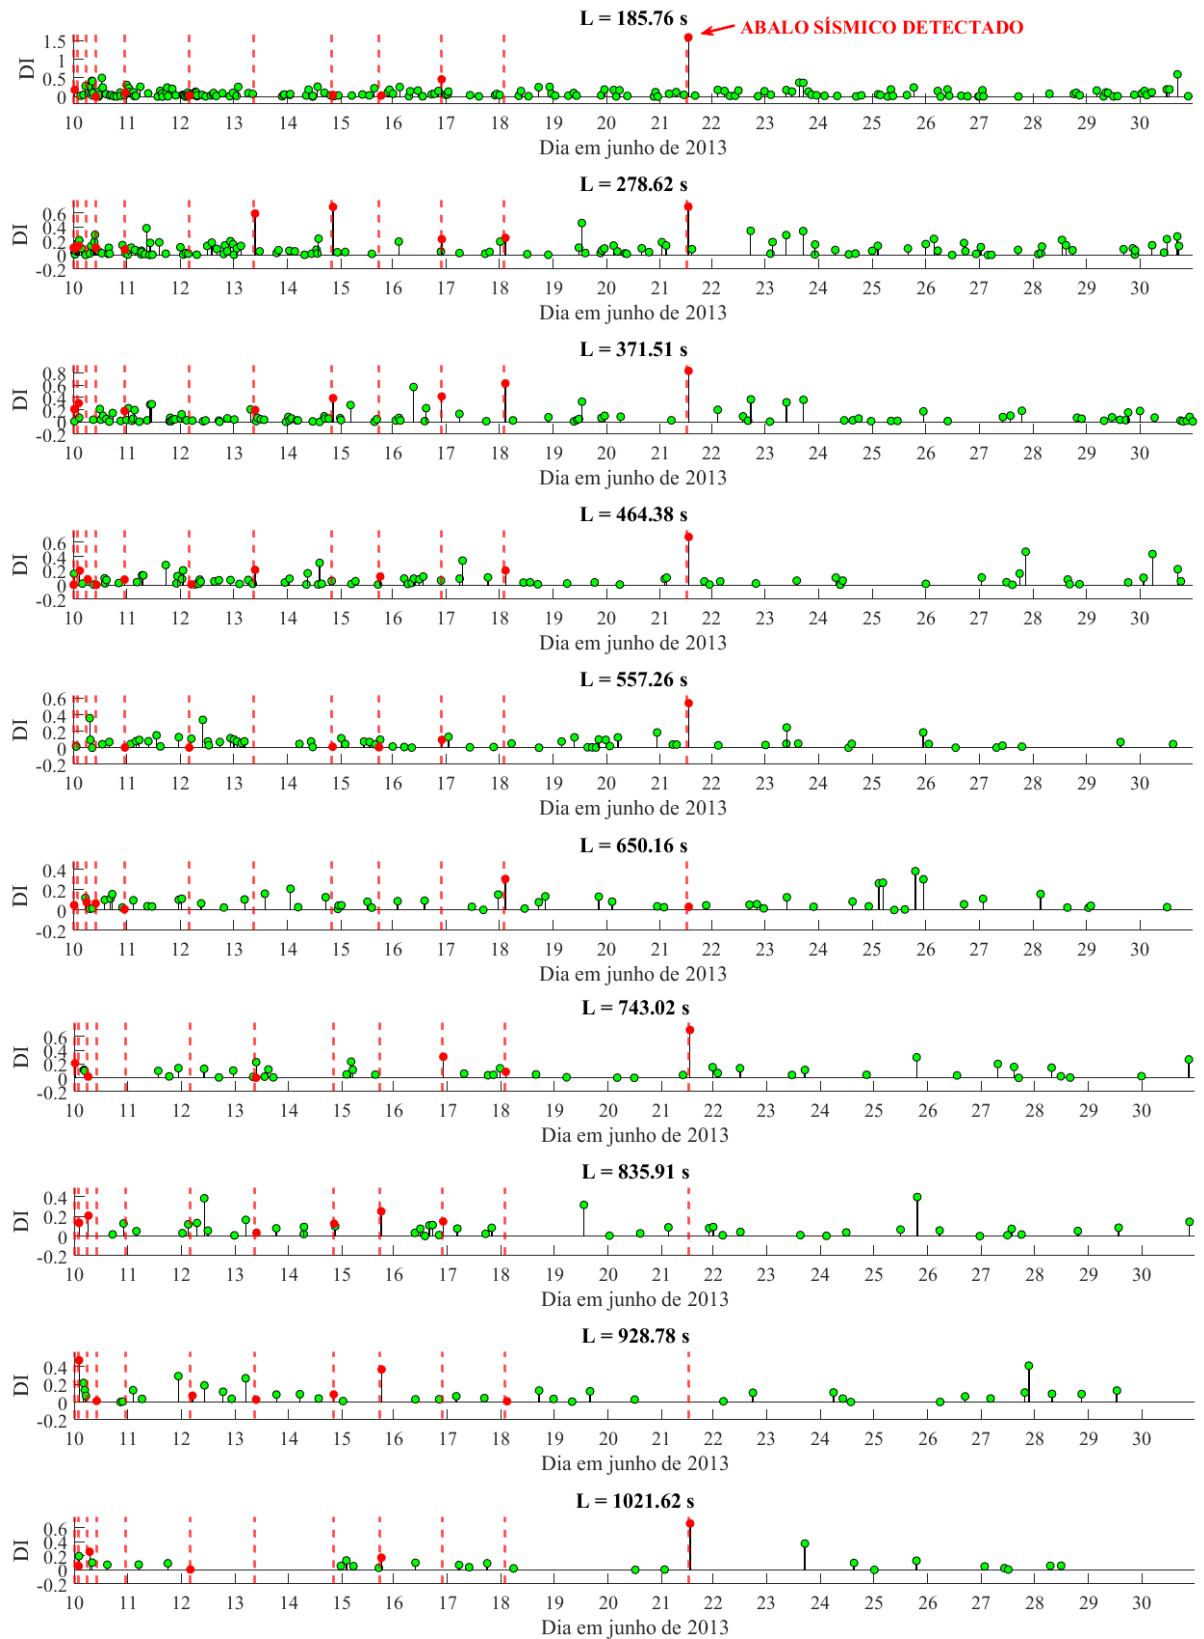 L = 185.76 s
ABALO SÍSMICO DETECTADO
1.5
1
0.5
0
DI
10 11 12 13 14 15 16 17 18 19 20 21 22 23 24 25 26 27 28 29 30
Dia em junho de 2013
L = 278.62 s
0.6
0.4
0.2
0
-0.2
DI
10 11 12 13 14 15 16 17 18 19 20 21 22 23 24 25 26 27 28 29 30
Dia em junho de 2013
L = 371.51 s
0.8
0.6
0.4
0.2
0
-0.2
DI
10 11 12 13 14 15 16 17 18 19 20 21 22 23 24 25 26 27 28 29 30
Dia em junho de 2013
L = 464.38 s
0.6
0.4
0.2
0
-0.2
DI
10 11 12 13 14 15 16 17 18 19 20 21 22 23 24 25 26 27 28 29 30
Dia em junho de 2013
L = 557.26 s
0.6
0.4
0.2
0
-0.2
DI
10 11 12 13 14 15 16 17 18 19 20 21 22 23 24 25 26 27 28 29 30
Dia em junho de 2013
L = 650.16 s
0.4
0.2
0
-0.2
DI
10 11 12 13 14 15 16 17 18 19 20 21 22 23 24 25 26 27 28 29 30
Dia em junho de 2013
L = 743.02 s
0.6
0.4
0.2
0
-0.2
DI
10 11 12 13 14 15 16 17 18 19 20 21 22 23 24 25 26 27 28 29 30
Dia em junho de 2013
L = 835.91 s
0.4
0.2
0
-0.2
DI
10 11 12 13 14 15 16 17 18 19 20 21 22 23 24 25 26 27 28 29 30
Dia em junho de 2013
L = 928.78 s
0.4
0.2
0
-0.2
DI
10 11 12 13 14 15 16 17 18 19 20 21 22 23 24 25 26 27 28 29 30
Dia em junho de 2013
L = 1021.62 s
0.6
0.4
0.2
0
-0.2
DI
10 11 12 13 14 15 16 17 18 19 20 21 22 23 24 25 26 27 28 29 30
Dia em junho de 2013